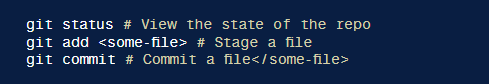 git status # View the state of the repo
git add <some-file> # Stage a file
git commit # Commit a file</some-file>